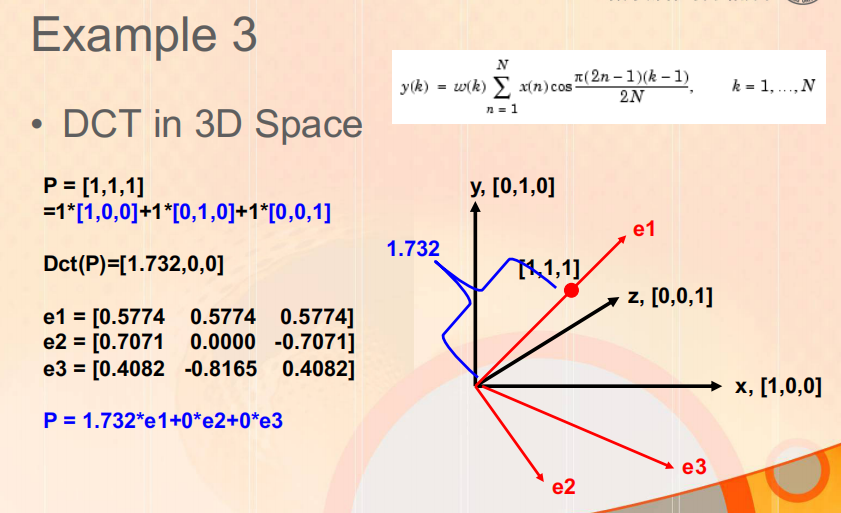 Example 3
y(k) = w(k) \sum_{n=1}^{N} x(n) cos \frac{π(2n−1)(k−1)}{2N}, k = 1, ..., N
• DCT in 3D Space
P = [1,1,1]
=1*[1,0,0]+1*[0,1,0]+1*[0,0,1]
Dct(P)=[1.732,0,0]
e1 = [0.5774 0.5774 0.5774]
e2 = [0.7071 0.0000 -0.7071]
e3 = [0.4082 -0.8165 0.4082]
P = 1.732*e1+0*e2+0*e3
y, [0,1,0]
e1
1.732
[1,1,1]
z, [0,0,1]
x, [1,0,0]
e3
e2